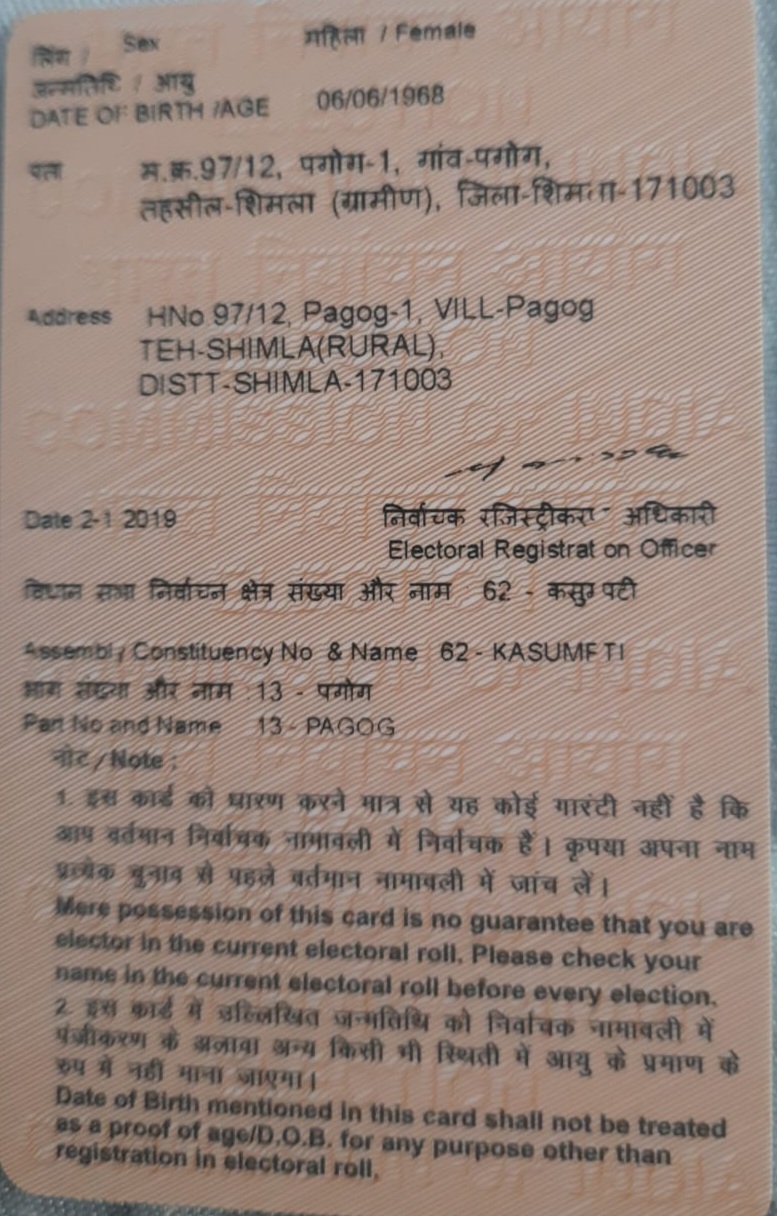 लिंग / Sex महिला / Female
जन्मतिथि / आयु
DATE OF BIRTH /AGE 06/06/1968
पता म.क्र.97/12, पगोग-1, गांव-पगोग,
तहसील-शिमला (ग्रामीण), जिला-शिमला-171003
Address HNo 97/12, Pagog-1, VILL-Pagog
TEH-SHIMLA(RURAL),
DISTT-SHIMLA-171003
Date 2-1 2019 निर्वाचक रजिस्ट्रीकरण अधिकारी
Electoral Registrat on Officer
विधान सभा निर्वाचन क्षेत्र संख्या और नाम : 62 - कसुम्पटी
Assembly Constituency No & Name 62 - KASUMPTI
भाग संख्या और नाम : 13 - पगोग
Part No and Name 13 - PAGOG
नोट / Note :
1. इस कार्ड को धारण करने मात्र से यह कोई गारंटी नहीं है कि
आप वर्तमान निर्वाचक नामावली में निर्वाचक हैं। कृपया अपना नाम
प्रत्येक चुनाव से पहले वर्तमान नामावली में जांच लें।
Mere possession of this card is no guarantee that you are
elector in the current electoral roll. Please check your
name in the current electoral roll before every election.
2. इस कार्ड में उल्लिखित जन्मतिथि को निर्वाचक नामावली में
पंजीकरण के अलावा अन्य किसी भी स्थिती में आयु के प्रमाण के
रुप में नहीं माना जाएगा।
Date of Birth mentioned in this card shall not be treated
as a proof of age/D.O.B. for any purpose other than
registration in electoral roll.